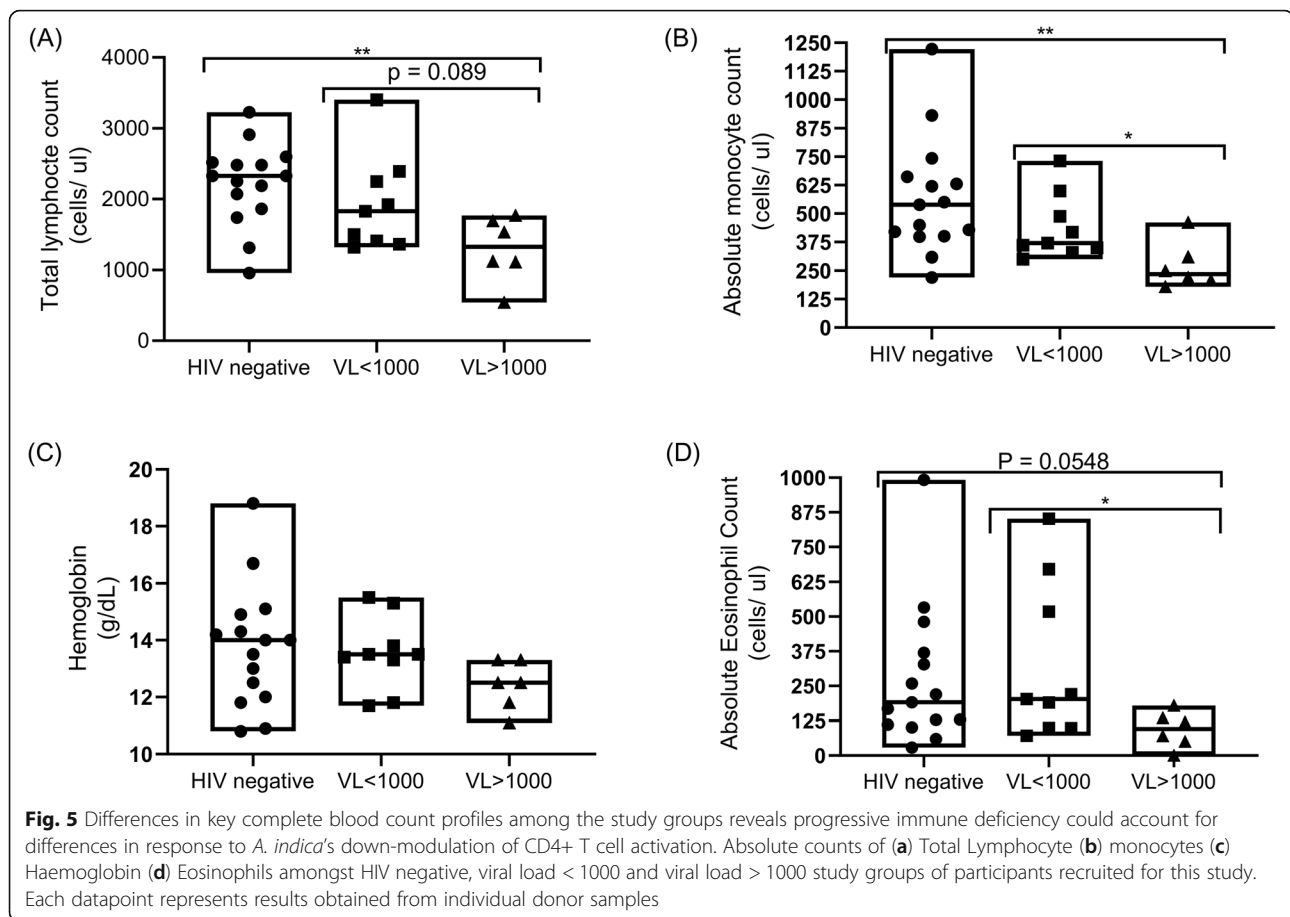 (A)
Total lymphocte count
(cells/ ul)
4000
3000
2000
1000
0
**
p = 0.089
HIV negative
VL<1000
VL>1000
(B)
Absolute monocyte count
(cells/ ul)
1250
1125
1000
875
750
625
500
375
250
125
0
**
*
HIV negative
VL<1000
VL>1000
(C)
Hemoglobin
(g/dL)
20
18
16
14
12
10
HIV negative
VL<1000
VL>1000
(D)
Absolute Eosinophil Count
(cells/ ul)
1000
875
750
625
500
375
250
125
0
P = 0.0548
*
HIV negative
VL<1000
VL>1000
Fig. 5 Differences in key complete blood count profiles among the study groups reveals progressive immune deficiency could account for
differences in response to A. indica's down-modulation of CD4+ T cell activation. Absolute counts of (a) Total Lymphocyte (b) monocytes (c)
Haemoglobin (d) Eosinophils amongst HIV negative, viral load < 1000 and viral load > 1000 study groups of participants recruited for this study.
Each datapoint represents results obtained from individual donor samples